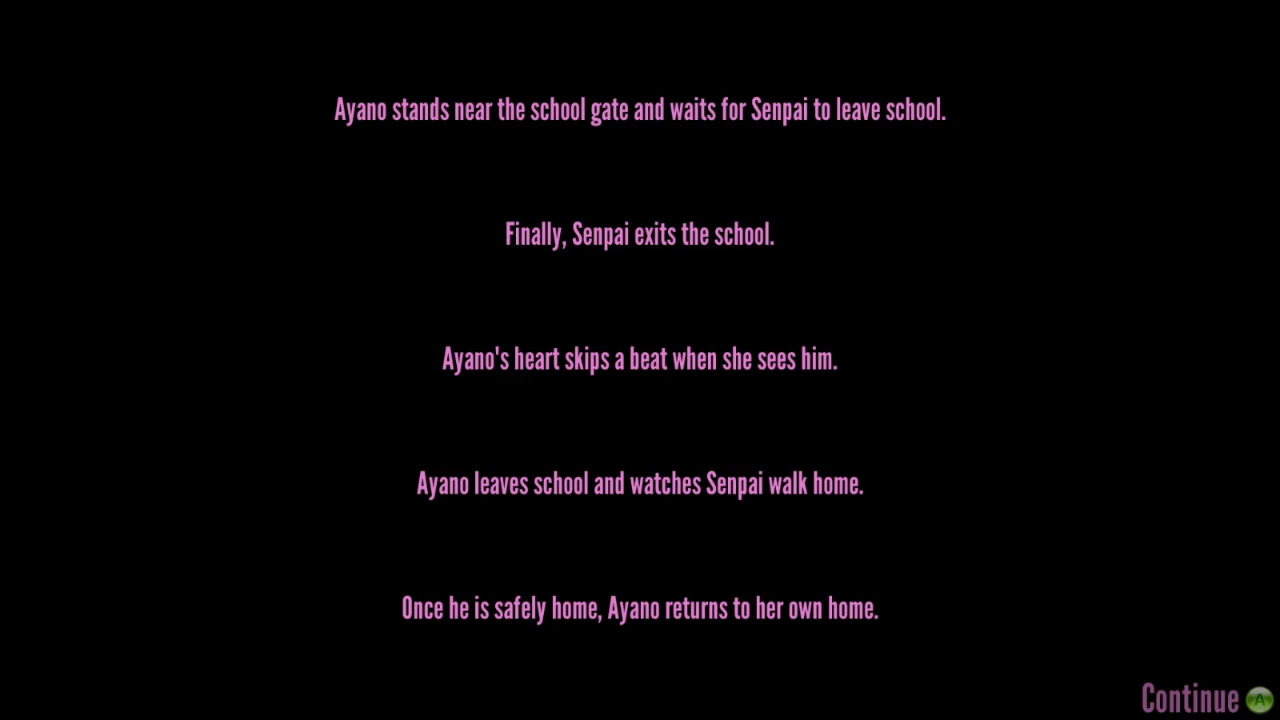 Ayano stands near the school gate and waits for Senpai to leave school.
Finally, Senpai exits the school.
Ayano's heart skips a beat when she sees him.
Ayano leaves school and watches Senpai walk home.
Once he is safely home, Ayano returns to her own home.
Continue A